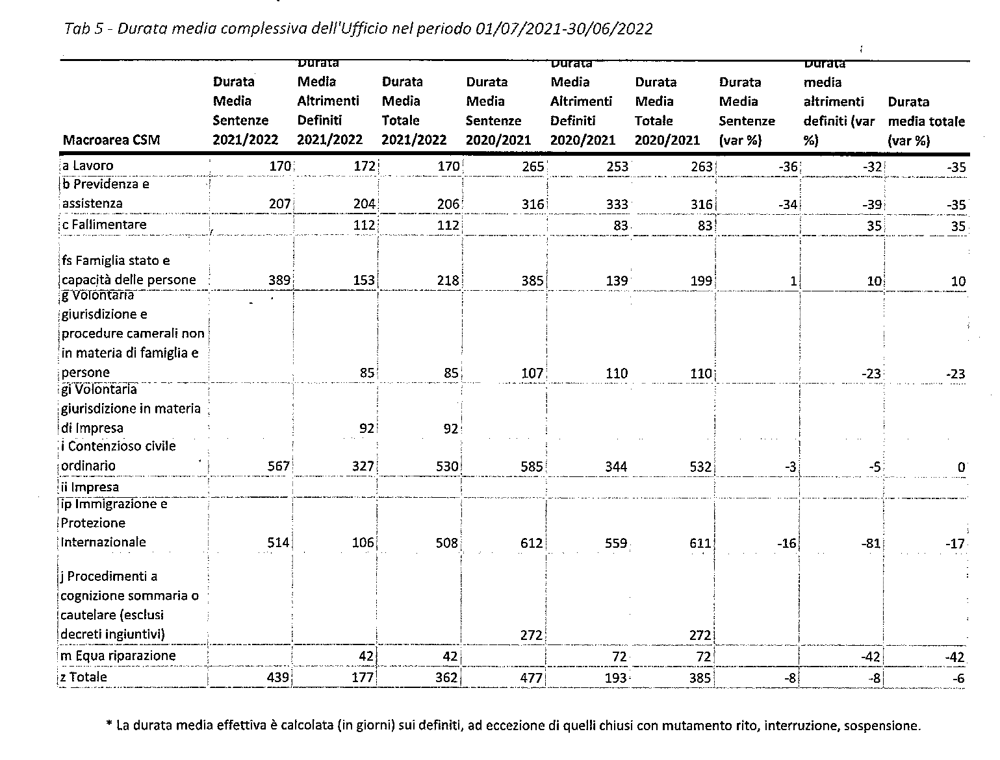 Tab 5 - Durata media complessiva dell'Ufficio nel periodo 01/07/2021-30/06/2022
Durata Durata Durata
Durata Media Durata Durata Media Durata Durata media
Media Altrimenti Media Media Altrimenti Media Media altrimenti Durata
Sentenze Definiti Totale Sentenze Definiti Totale Sentenze definiti (var media totale
Macroarea CSM 2021/2022 2021/2022 2021/2022 2020/2021 2020/2021 2020/2021 (var %) %) (var %)
a Lavoro 170 172 170 265 253 263 -36 -32 -35
b Previdenza e
assistenza 207 204 206 316 333 316 -34 -39 -35
c Fallimentare 112 112 83 83 35 35
fs Famiglia stato e
capacità delle persone 389 153 218 385 139 199 1 10 10
g Volontaria
giurisdizione e
procedure camerali non
in materia di famiglia e
persone 85 85 107 110 110 -23 -23
gi Volontaria
giurisdizione in materia
di Impresa 92 92
i Contenzioso civile
ordinario 567 327 530 585 344 532 -3 -5 0
ii Impresa
ip Immigrazione e
Protezione
Internazionale 514 106 508 612 559 611 -16 -81 -17
j Procedimenti a
cognizione sommaria o
cautelare (esclusi
decreti ingiuntivi) 272 272
m Equa riparazione 42 42 72 72 -42 -42
z Totale 439 177 362 477 193 385 -8 -8 -6
* La durata media effettiva è calcolata (in giorni) sui definiti, ad eccezione di quelli chiusi con mutamento rito, interruzione, sospensione.